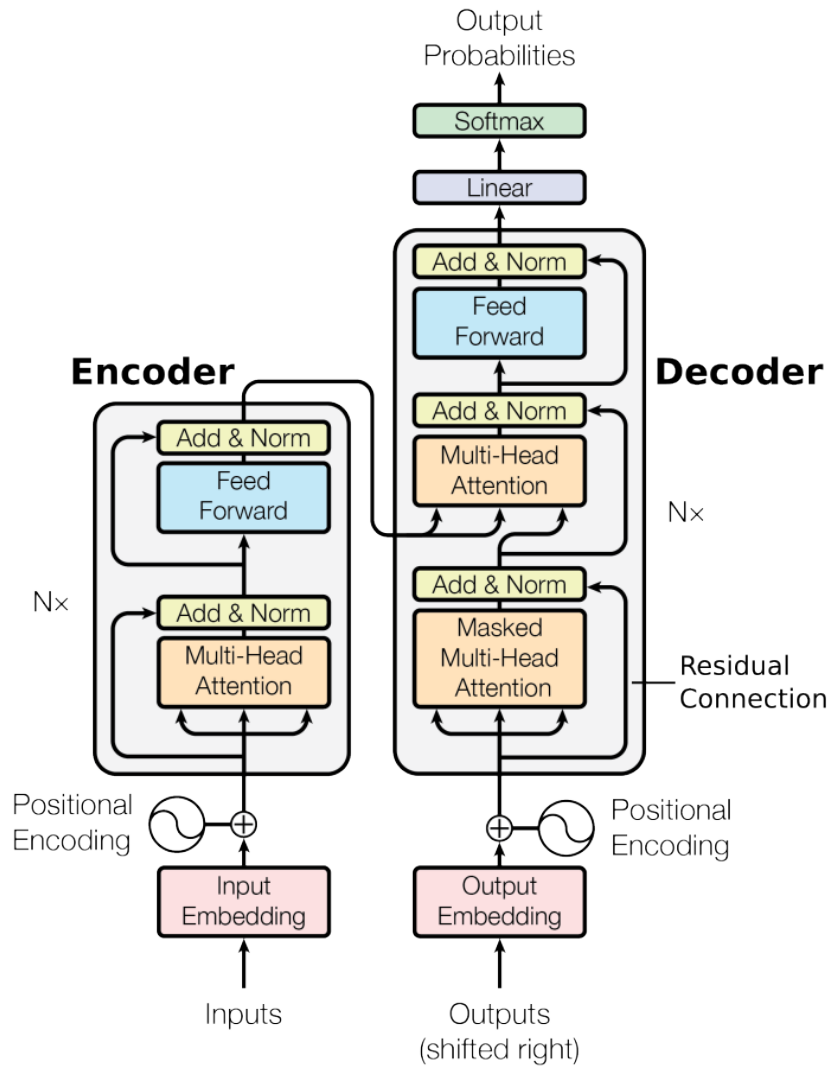 Output
Probabilities
Softmax
Linear
Add & Norm
Feed
Forward
Add & Norm
Multi-Head
Attention
Add & Norm
Masked
Multi-Head
Attention
Decoder
N×
Residual
Connection
Encoder
Add & Norm
Feed
Forward
Add & Norm
Multi-Head
Attention
N×
Positional
Encoding
Positional
Encoding
Input
Embedding
Output
Embedding
Inputs
Outputs
(shifted right)